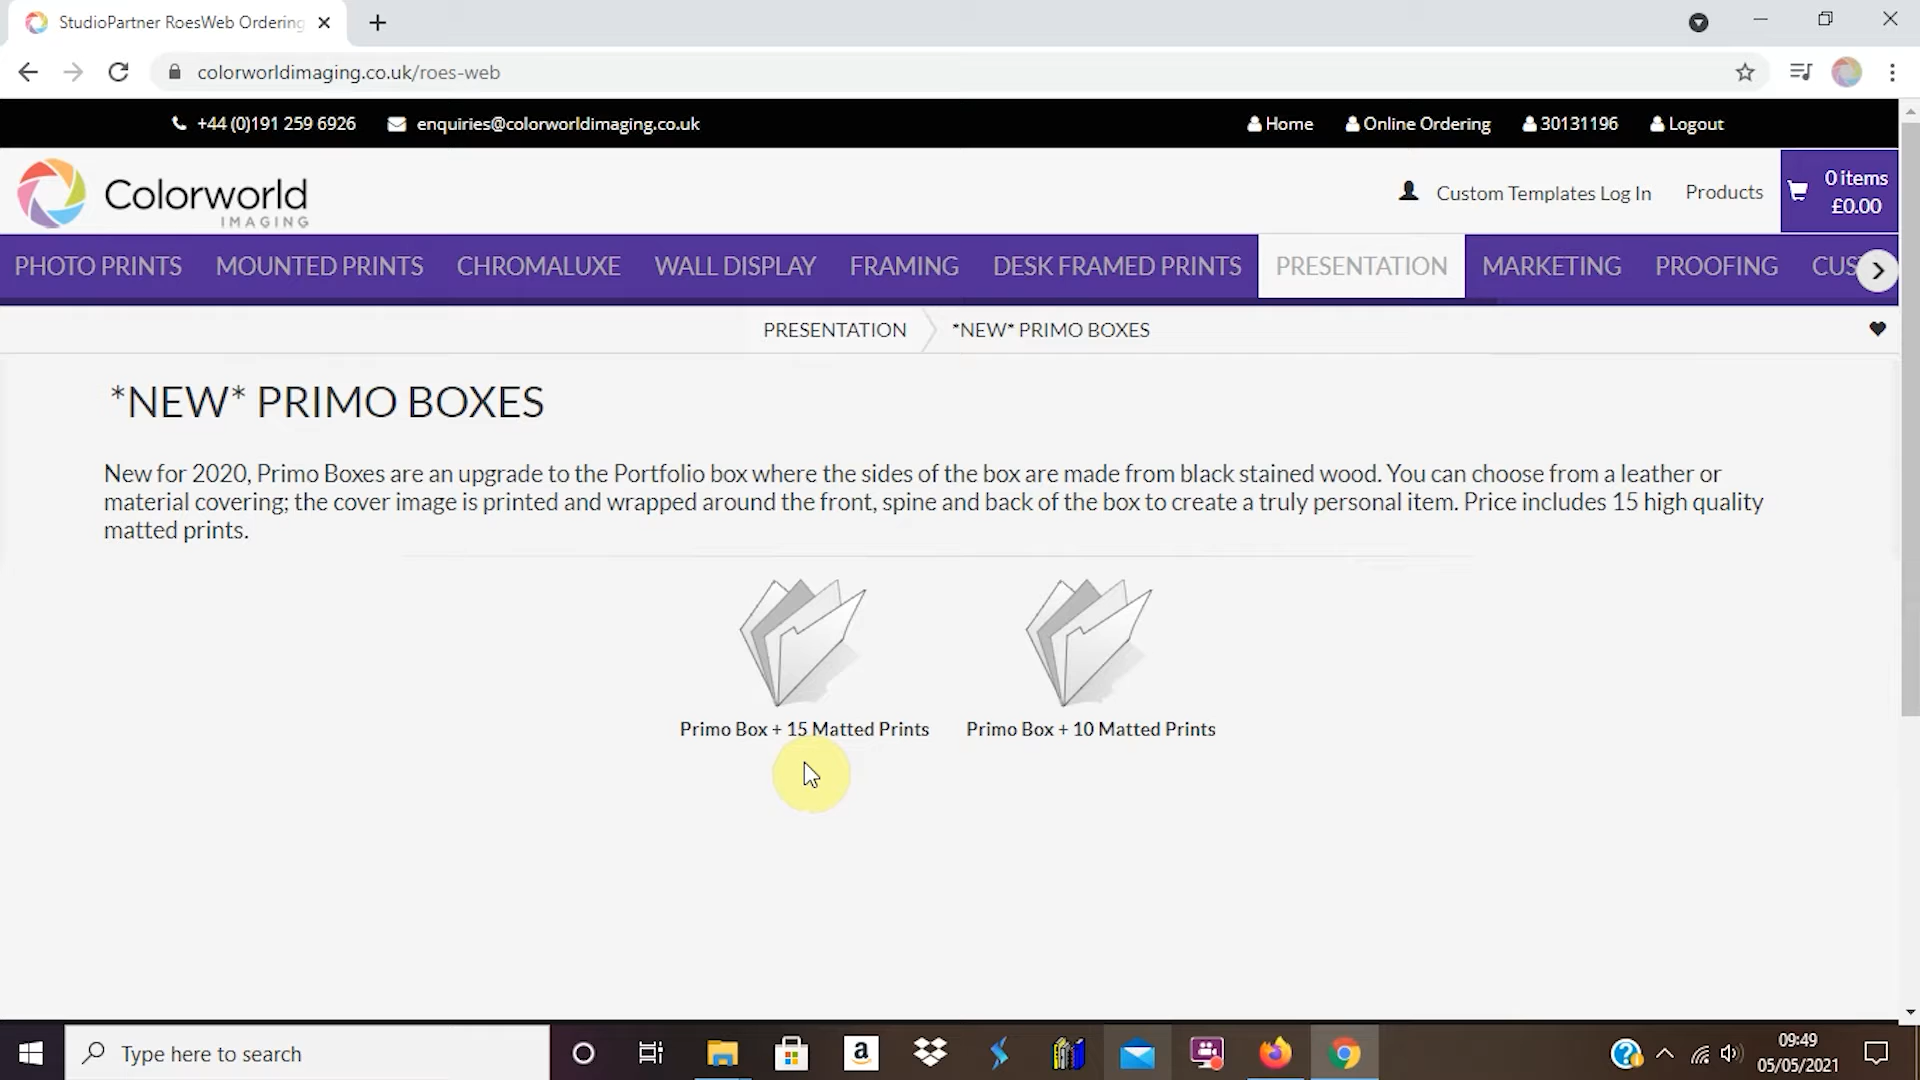 StudioPartner RoesWeb Ordering
colorworldimaging.co.uk/roes-web
+44 (0)191 259 6926 enquiries@colorworldimaging.co.uk Home Online Ordering 30131196 Logout
Colorworld
IMAGING
Custom Templates Log In Products
0 items
£0.00
PHOTO PRINTS MOUNTED PRINTS CHROMALUXE WALL DISPLAY FRAMING DESK FRAMED PRINTS PRESENTATION MARKETING PROOFING CUS
PRESENTATION *NEW* PRIMO BOXES
*NEW* PRIMO BOXES
New for 2020, Primo Boxes are an upgrade to the Portfolio box where the sides of the box are made from black stained wood. You can choose from a leather or
material covering; the cover image is printed and wrapped around the front, spine and back of the box to create a truly personal item. Price includes 15 high quality
matted prints.
Primo Box + 15 Matted Prints Primo Box + 10 Matted Prints
Type here to search
a
09:49
05/05/2021